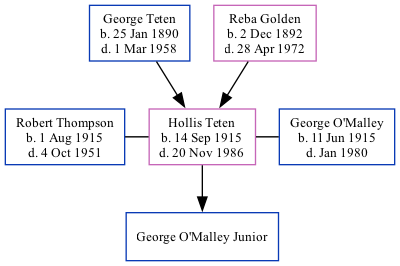 George Teten
b. 25 Jan 1890
d. 1 Mar 1958
Reba Golden
b. 2 Dec 1892
d. 28 Apr 1972
Robert Thompson
b. 1 Aug 1915
d. 4 Oct 1951
Hollis Teten
b. 14 Sep 1915
d. 20 Nov 1986
George O'Malley
b. 11 Jun 1915
d. Jan 1980
George O'Malley Junior